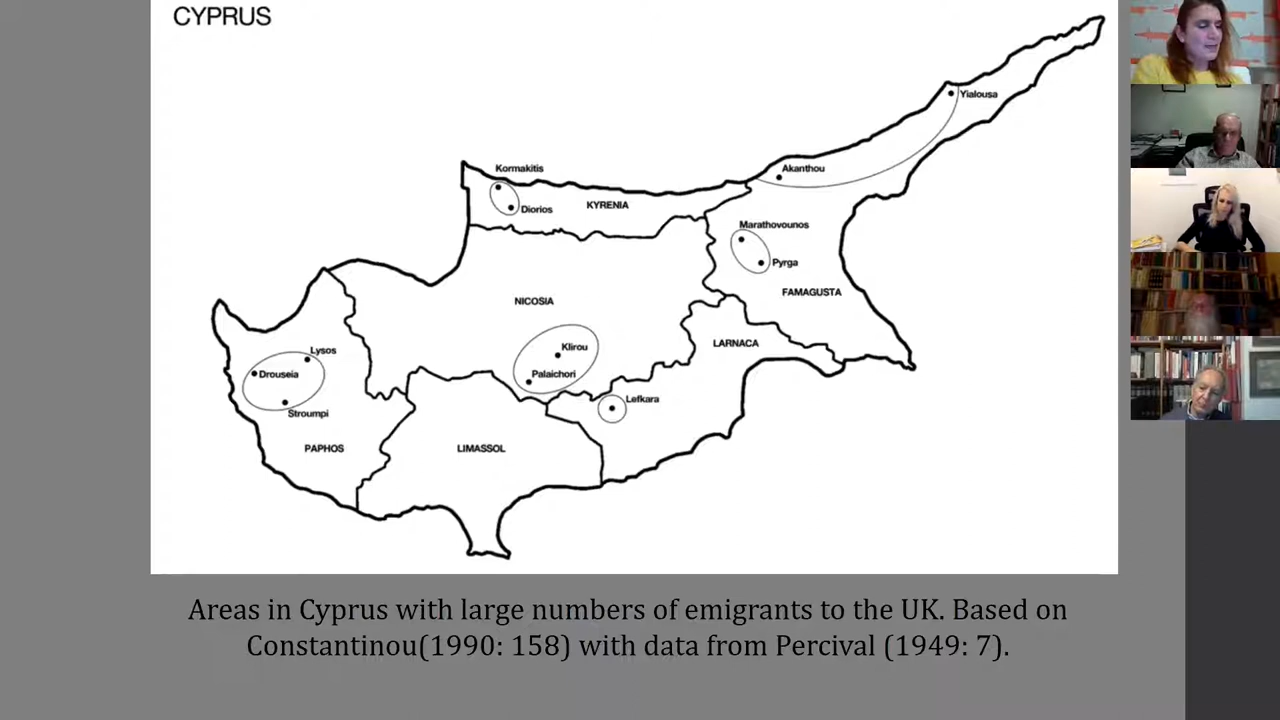 CYPRUS
Yialousa
Akanthou
Kormakitis
Diorios
KYRENIA
Marathovounos
Pyrga
FAMAGUSTA
NICOSIA
LARNACA
Klirou
Palaichori
Lefkara
Lysos
Drouseia
Stroumpi
PAPHOS
LIMASSOL
Areas in Cyprus with large numbers of emigrants to the UK. Based on
Constantinou(1990: 158) with data from Percival (1949: 7).